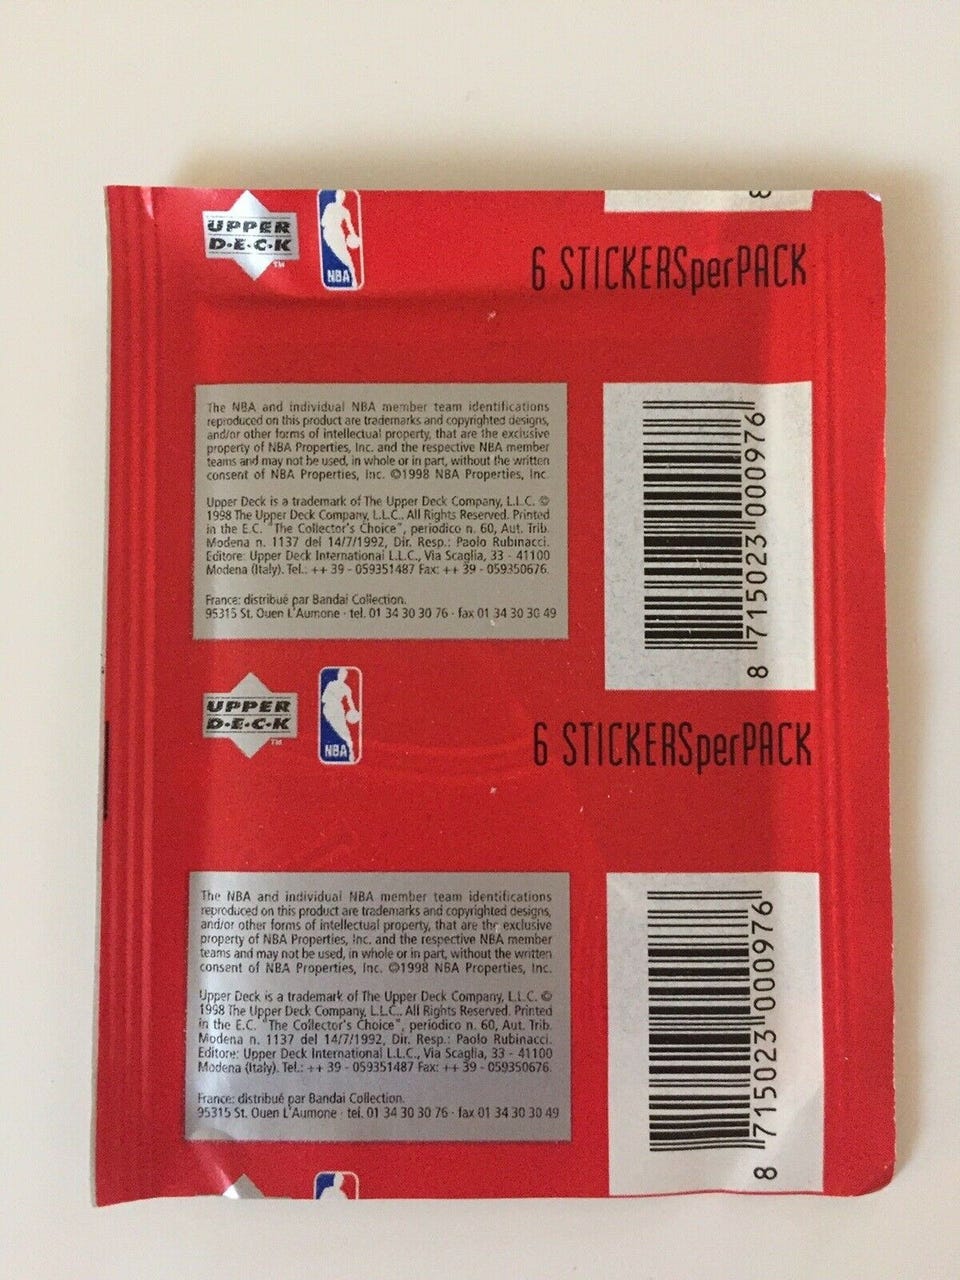 UPPER
D·E·C·K
TM
NBA
8
6 STICKERSperPACK
The NBA and individual NBA member team identifications
reproduced on this product are trademarks and copyrighted designs,
and/or other forms of intellectual property, that are the exclusive
property of NBA Properties, Inc. and the respective NBA member
teams and may not be used, in whole or in part, without the written
consent of NBA Properties, Inc. ©1998 NBA Properties, Inc.
Upper Deck is a trademark of The Upper Deck Company, L.L.C. ©
1998 The Upper Deck Company, L.L.C.. All Rights Reserved. Printed
in the E.C. "The Collector's Choice", periodico n. 60, Aut. Trib.
Modena n. 1137 del 14/7/1992, Dir. Resp.: Paolo Rubinacci.
Editore: Upper Deck International L.L.C., Via Scaglia, 33 - 41100
Modena (Italy). Tel.: ++ 39 - 059351487 Fax: ++ 39 - 059350676.
France: distribué par Bandai Collection.
95315 St. Ouen L'Aumone · tel. 01 34 30 30 76 · fax 01 34 30 30 49
8 715023 000976
UPPER
D·E·C·K
TM
NBA
6 STICKERSperPACK
The NBA and individual NBA member team identifications
reproduced on this product are trademarks and copyrighted designs,
and/or other forms of intellectual property, that are the exclusive
property of NBA Properties, Inc. and the respective NBA member
teams and may not be used, in whole or in part, without the written
consent of NBA Properties, Inc. ©1998 NBA Properties, Inc.
Upper Deck is a trademark of The Upper Deck Company, L.L.C. ©
1998 The Upper Deck Company, L.L.C.. All Rights Reserved. Printed
in the E.C. "The Collector's Choice", periodico n. 60, Aut. Trib.
Modena n. 1137 del 14/7/1992, Dir. Resp.: Paolo Rubinacci.
Editore: Upper Deck International L.L.C., Via Scaglia, 33 - 41100
Modena (Italy). Tel.: ++ 39 - 059351487 Fax: ++ 39 - 059350676.
France: distribué par Bandai Collection.
95315 St. Ouen L'Aumone · tel. 01 34 30 30 76 · fax 01 34 30 30 49
8 715023 000976